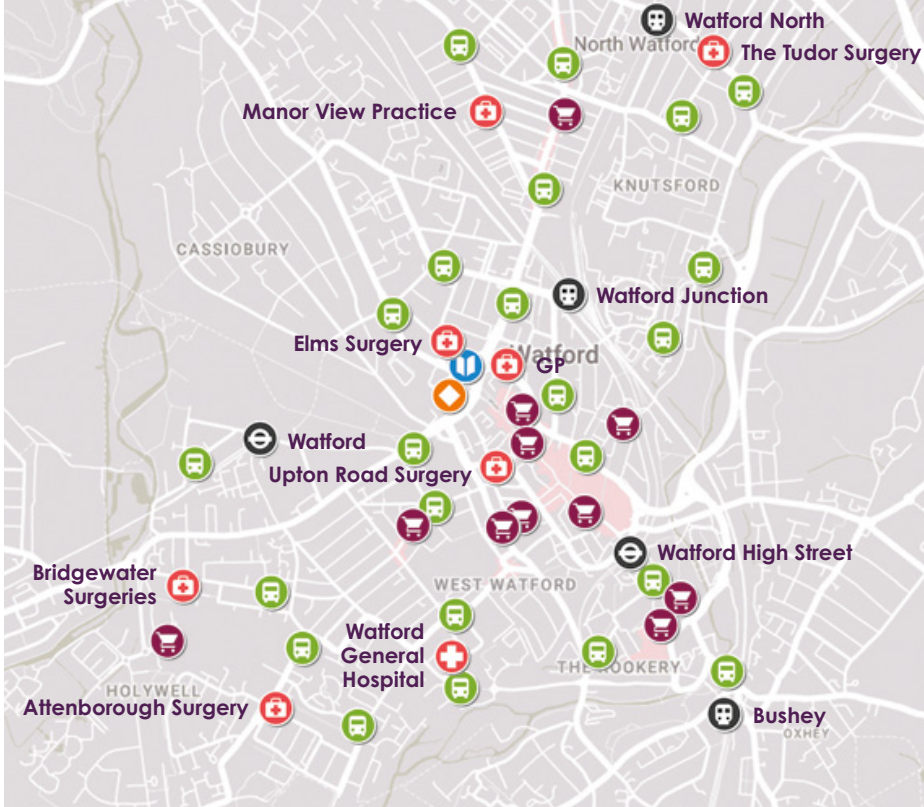 Watford North
North Watford
The Tudor Surgery
Manor View Practice
KNUTSFORD
CASSIOBURY
Watford Junction
Elms Surgery
Watford
GP
Watford
Upton Road Surgery
Watford High Street
Bridgewater
Surgeries
WEST WATFORD
Watford
General
Hospital
THE ROOKERY
HOLYWELL
Attenborough Surgery
Bushey
OXHEY